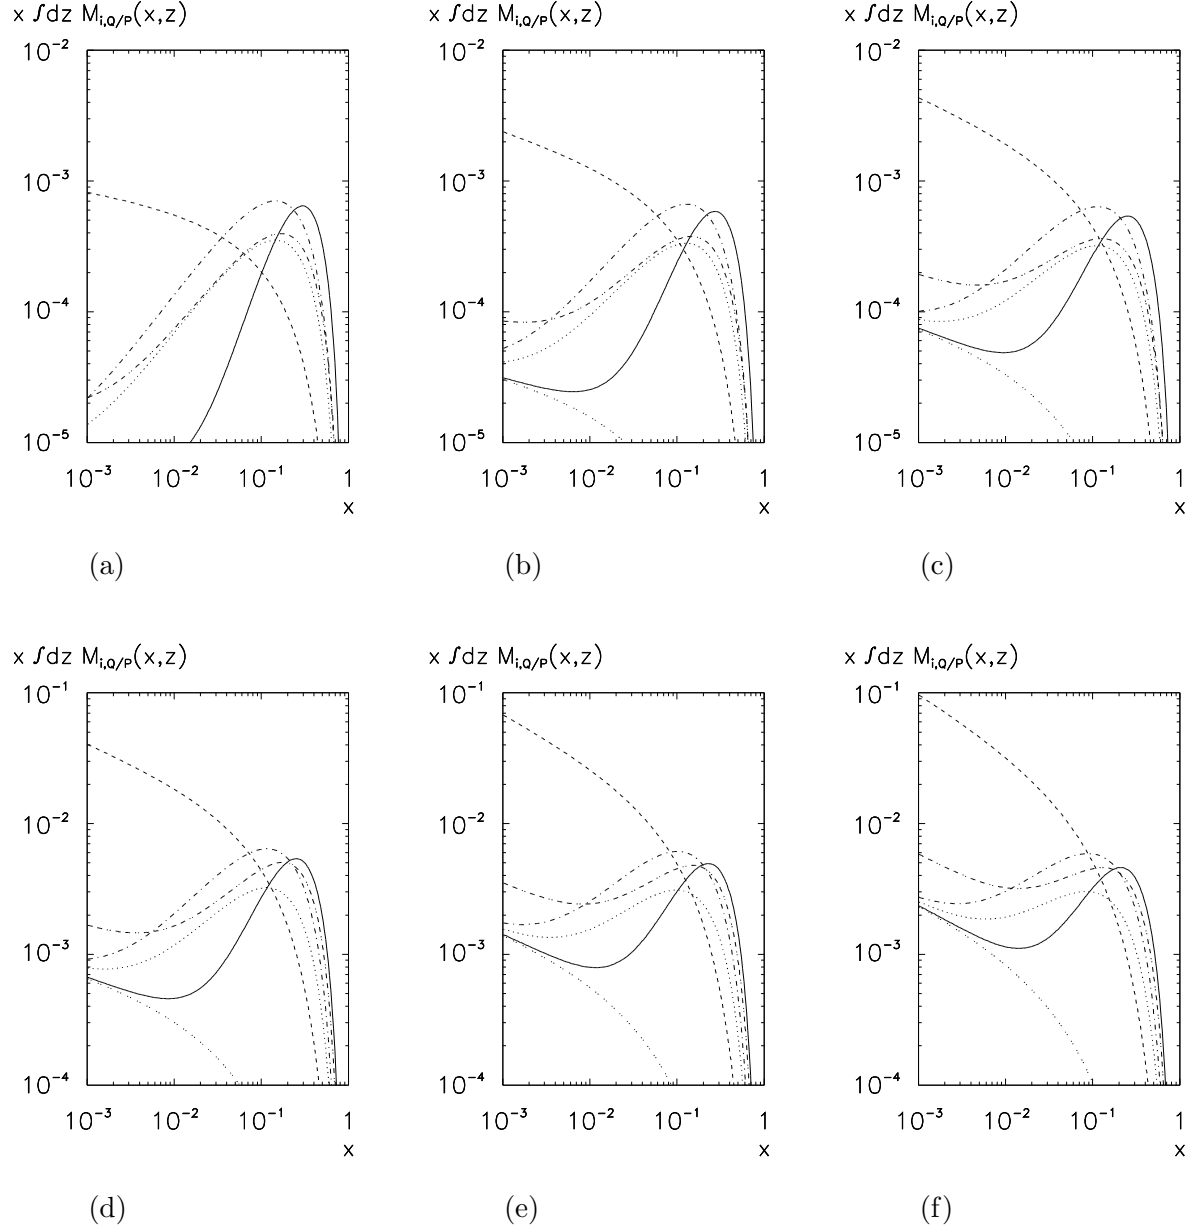 x ∫dz M_{i,Q/P}(x,z) x ∫dz M_{i,Q/P}(x,z) x ∫dz M_{i,Q/P}(x,z)
10⁻² 10⁻² 10⁻²
10⁻³ 10⁻³ 10⁻³
10⁻⁴ 10⁻⁴ 10⁻⁴
10⁻⁵ 10⁻⁵ 10⁻⁵
10⁻³ 10⁻² 10⁻¹ 1 10⁻³ 10⁻² 10⁻¹ 1 10⁻³ 10⁻² 10⁻¹ 1
x x x
(a) (b) (c)
x ∫dz M_{i,Q/P}(x,z) x ∫dz M_{i,Q/P}(x,z) x ∫dz M_{i,Q/P}(x,z)
10⁻¹ 10⁻¹ 10⁻¹
10⁻² 10⁻² 10⁻²
10⁻³ 10⁻³ 10⁻³
10⁻⁴ 10⁻⁴ 10⁻⁴
10⁻³ 10⁻² 10⁻¹ 1 10⁻³ 10⁻² 10⁻¹ 1 10⁻³ 10⁻² 10⁻¹ 1
x x x
(d) (e) (f)